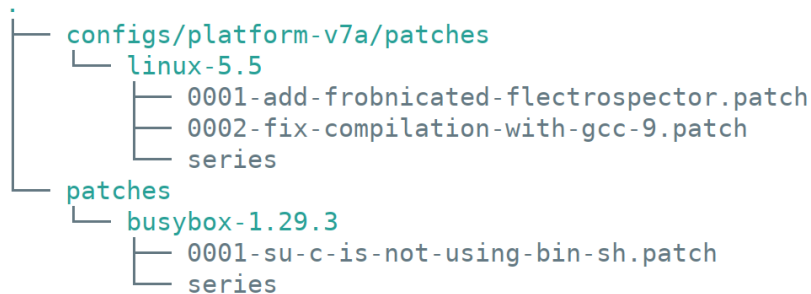 .
├── configs/platform-v7a/patches
│   └── linux-5.5
│       ├── 0001-add-frobnicated-flectrospector.patch
│       ├── 0002-fix-compilation-with-gcc-9.patch
│       └── series
└── patches
    └── busybox-1.29.3
        ├── 0001-su-c-is-not-using-bin-sh.patch
        └── series